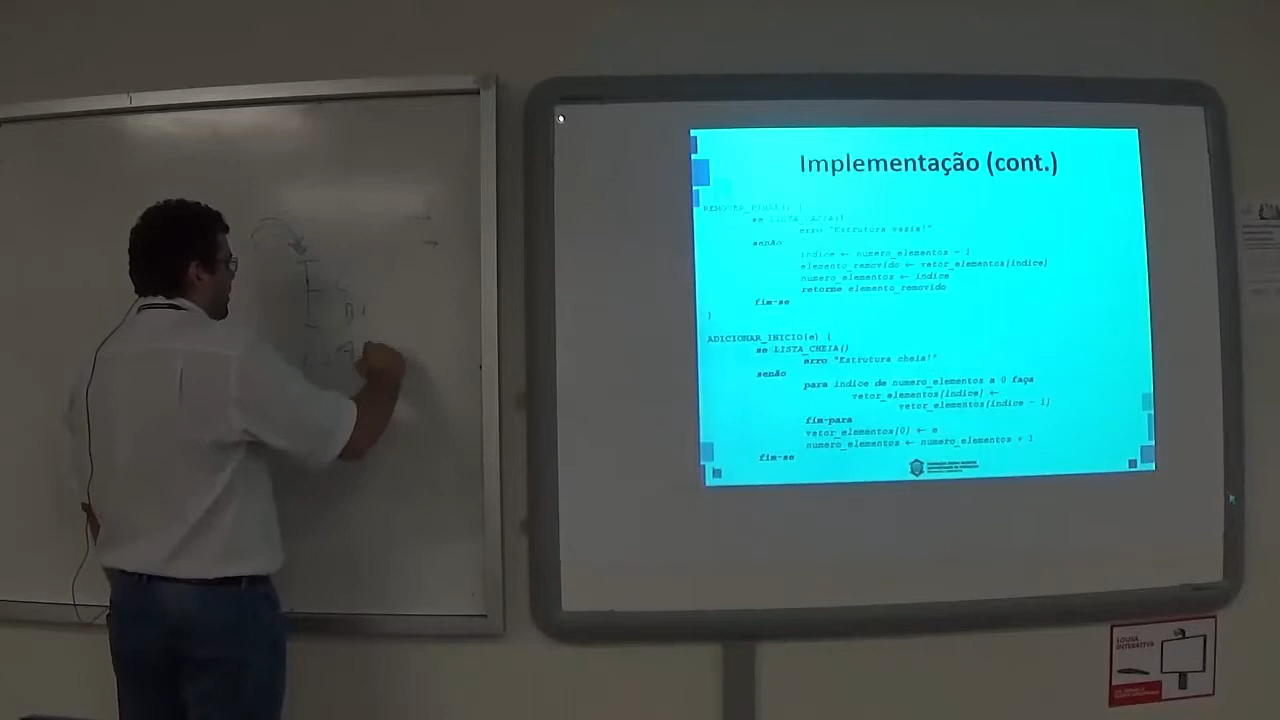 Implementação (cont.)
REMOVER_FINAL() {
se LISTA_VAZIA()
erro "Estrutura vazia!"
senão
indice ← numero_elementos - 1
elemento_removido ← vetor_elementos[indice]
numero_elementos ← indice
retorne elemento_removido
fim-se
}
ADICIONAR_INICIO(e) {
se LISTA_CHEIA()
erro "Estrutura cheia!"
senão
para indice de numero_elementos a 0 faça
vetor_elementos[indice] ←
vetor_elementos[indice - 1]
fim-para
vetor_elementos[0] ← e
numero_elementos ← numero_elementos + 1
fim-se
LOUSA
INTERATIVA